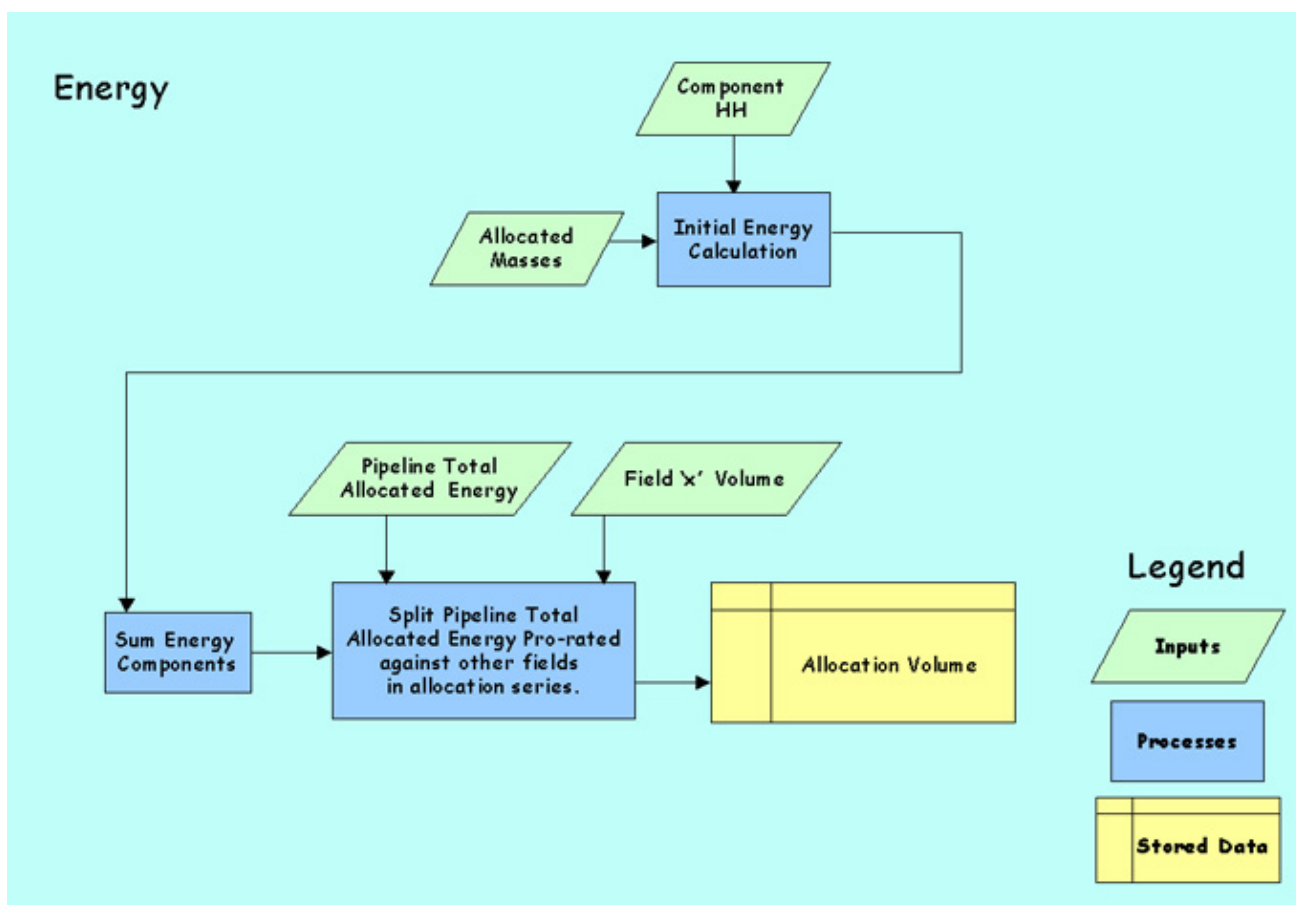 Energy
Component
HH
Allocated
Masses
Initial Energy
Calculation
Pipeline Total
Allocated Energy
Field 'x' Volume
Sum Energy
Components
Split Pipeline Total
Allocated Energy Pro-rated
against other fields
in allocation series.
Allocation Volume
Legend
Inputs
Processes
Stored Data